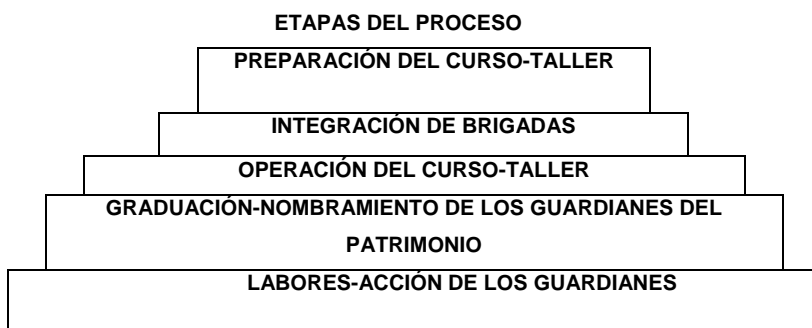 ETAPAS DEL PROCESO
PREPARACIÓN DEL CURSO-TALLER
INTEGRACIÓN DE BRIGADAS
OPERACIÓN DEL CURSO-TALLER
GRADUACIÓN-NOMBRAMIENTO DE LOS GUARDIANES DEL
PATRIMONIO
LABORES-ACCIÓN DE LOS GUARDIANES